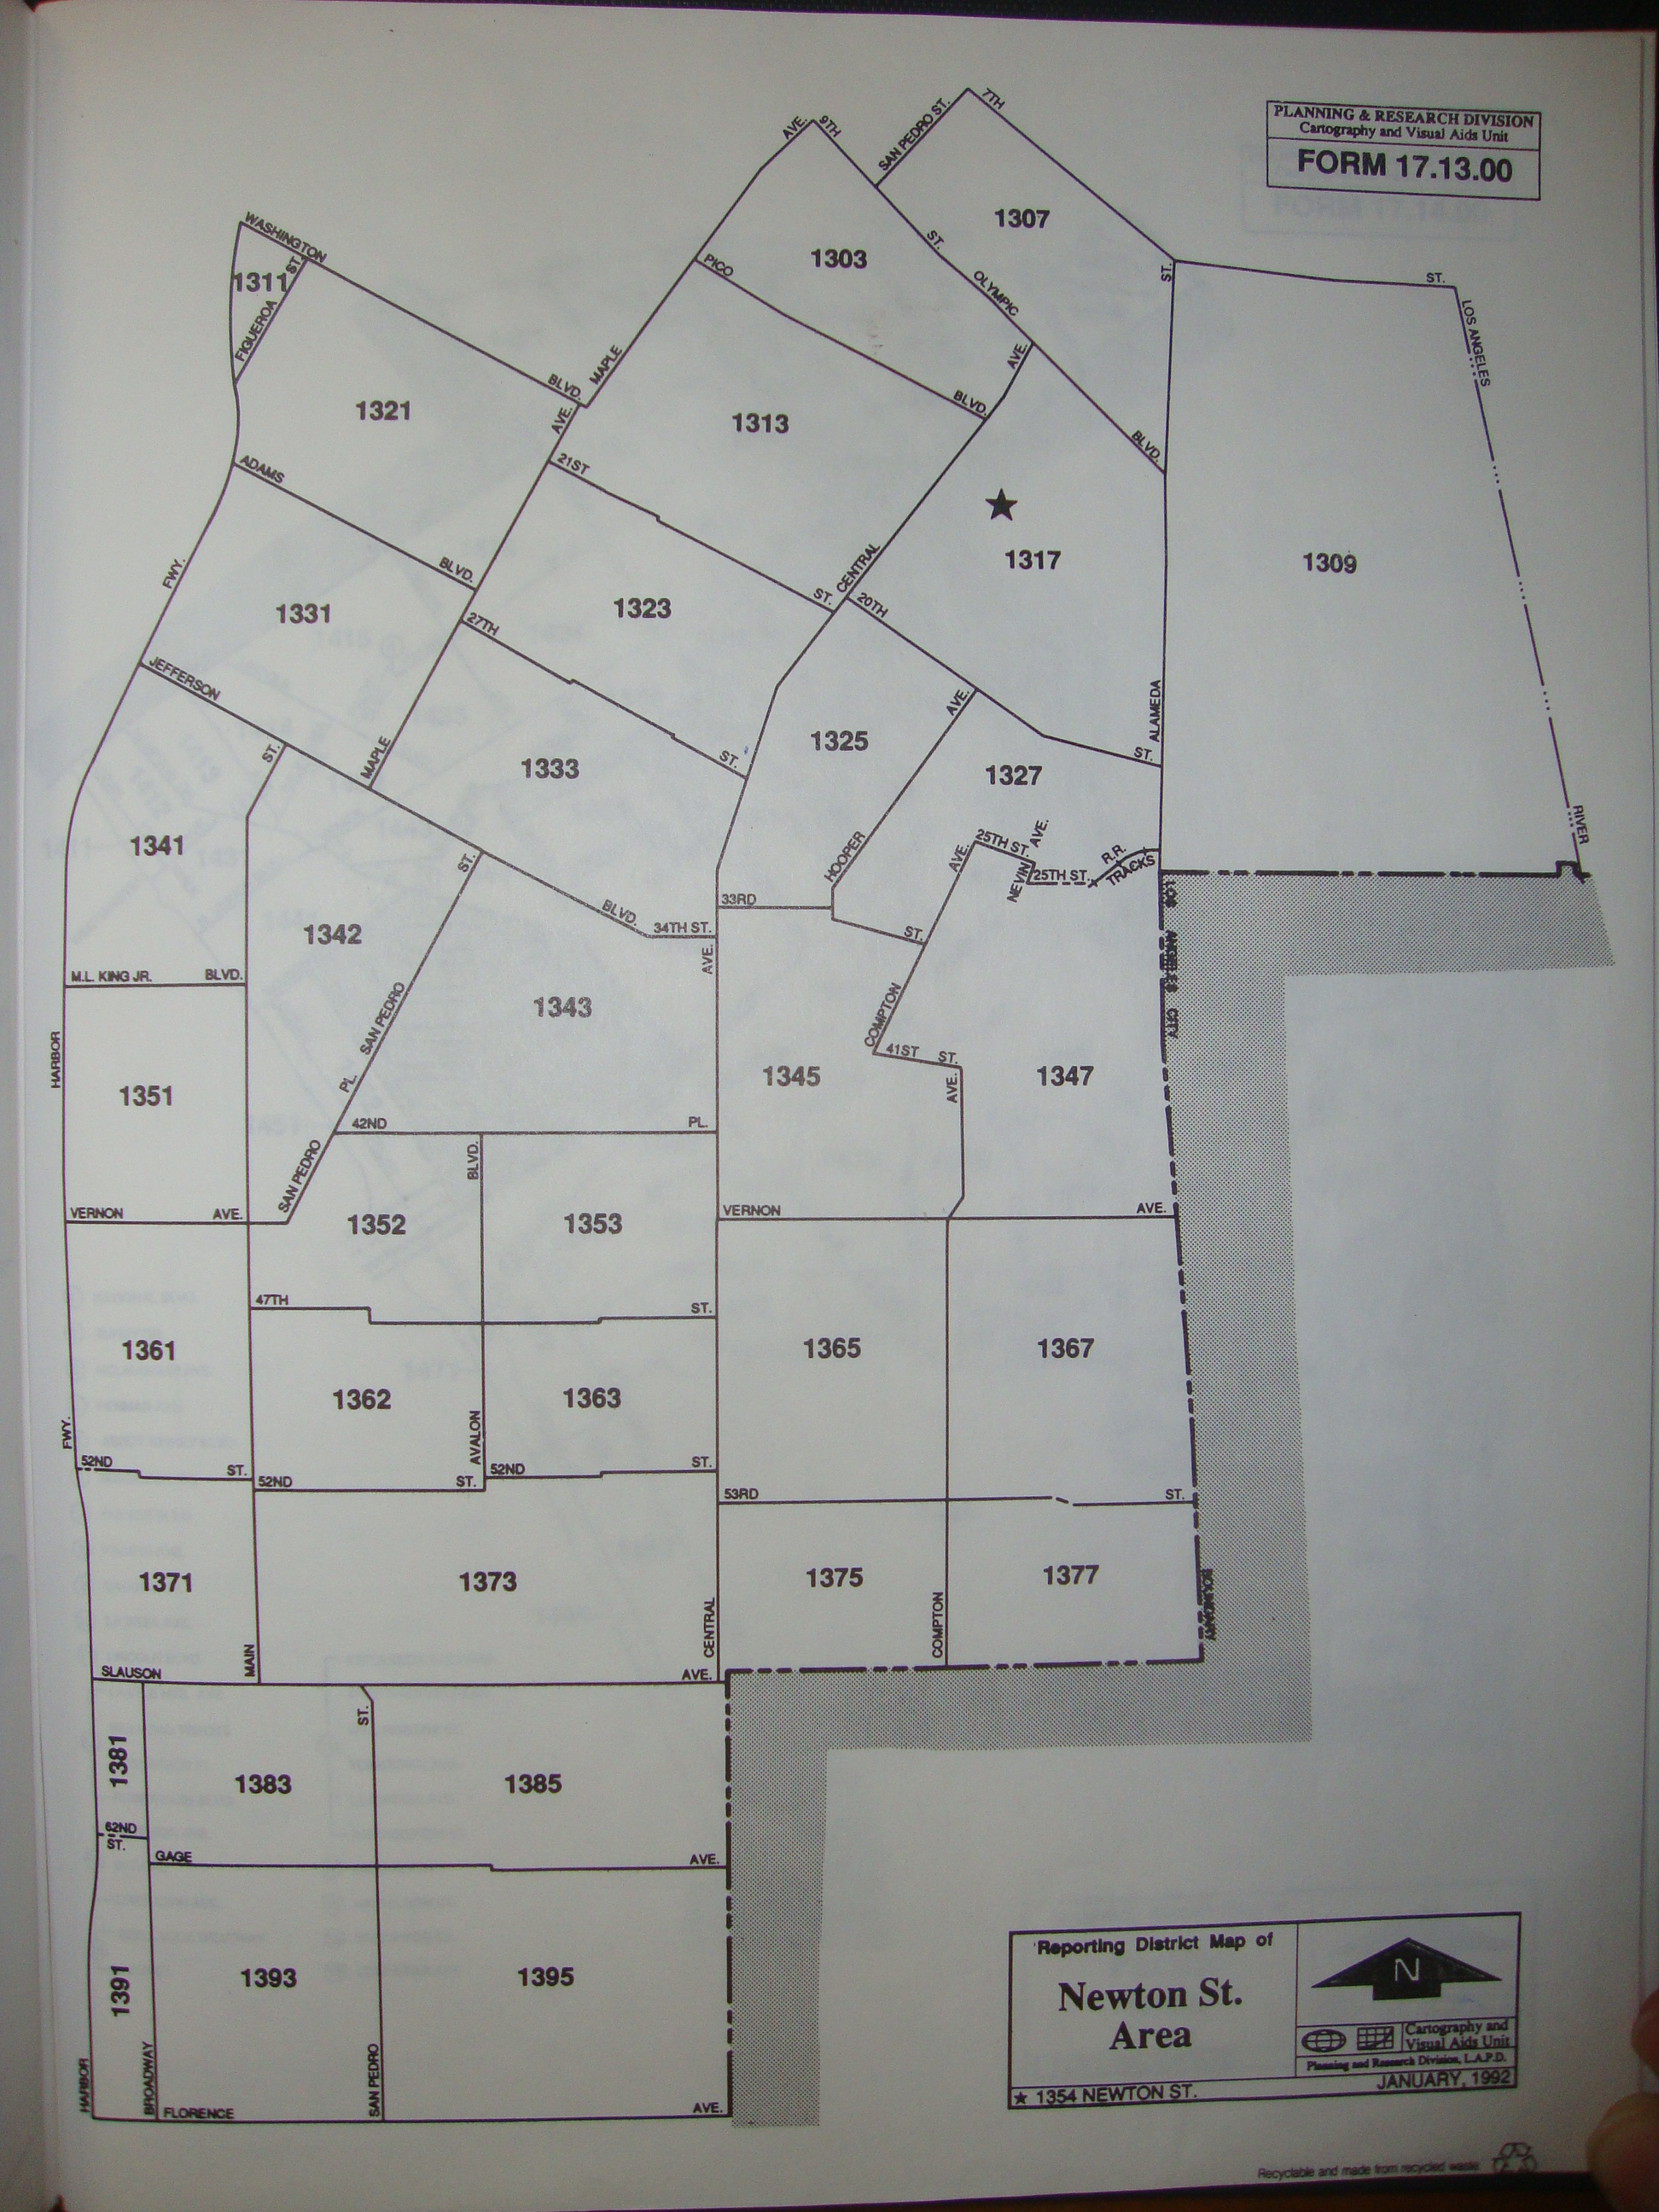 PLANNING & RESEARCH DIVISION
Cartography and Visual Aids Unit
FORM 17.13.00
7TH
SAN PEDRO ST.
AVE.
9TH
1307
WASHINGTON
ST.
1303
ST.
ST.
ST.
1311
PICO
OLYMPIC
LOS ANGELES
FIGUEROA
AVE.
MAPLE
BLVD.
AVE.
BLVD.
1321
1313
BLVD.
21ST
ADAMS
★
1317
1309
CENTRAL
FWY.
BLVD.
ST.
20TH
1331
1323
27TH
JEFFERSON
AVE.
ALAMEDA
ST.
MAPLE
ST.
1325
ST.
1333
1327
RIVER
1341
HOOPER
25TH ST.
AVE.
AVE.
R.R.
TRACKS
ST.
NEVIN
25TH ST.
33RD
BLVD.
34TH ST.
ST.
LOS ANGELES CITY
1342
AVE.
M.L. KING JR.
BLVD.
SAN PEDRO
1343
COMPTON
41ST
ST.
HARBOR
1351
PL.
1345
AVE.
1347
42ND
PL.
SAN PEDRO
BLVD.
VERNON
AVE.
VERNON
AVE.
1352
1353
47TH
ST.
1361
1365
1367
1362
1363
FWY.
AVALON
52ND
ST.
52ND
ST.
52ND
ST.
53RD
ST.
1371
1373
1375
1377
BOUNDARY
MAIN
CENTRAL
COMPTON
SLAUSON
AVE.
ST.
1381
1383
1385
62ND
ST.
GAGE
AVE.
1391
1393
1395
HARBOR
BROADWAY
SAN PEDRO
FLORENCE
AVE.
Reporting District Map of
Newton St.
Area
N
Cartography and
Visual Aids Unit
Planning and Research Division, L.A.P.D.
★ 1354 NEWTON ST.
JANUARY, 1992
Recyclable and made from recycled waste.